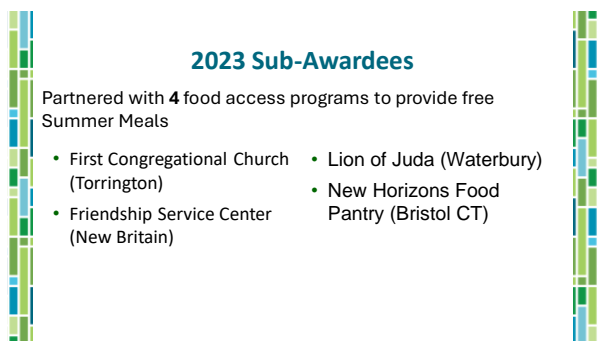 2023 Sub-Awardees
Partnered with 4 food access programs to provide free
Summer Meals
• First Congregational Church
(Torrington)
• Friendship Service Center
(New Britain)
• Lion of Juda (Waterbury)
• New Horizons Food
Pantry (Bristol CT)